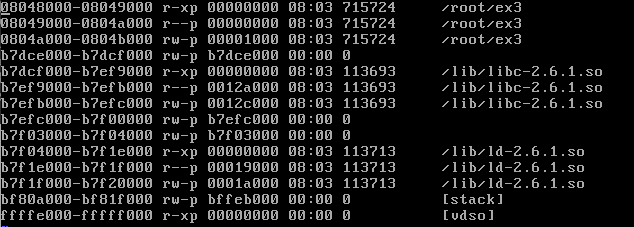 08048000-08049000 r-xp 00000000 08:03 715724 /root/ex3
08049000-0804a000 r--p 00000000 08:03 715724 /root/ex3
0804a000-0804b000 rw-p 00001000 08:03 715724 /root/ex3
b7dce000-b7dcf000 rw-p b7dce000 00:00 0
b7dcf000-b7ef9000 r-xp 00000000 08:03 113693 /lib/libc-2.6.1.so
b7ef9000-b7efb000 r--p 0012a000 08:03 113693 /lib/libc-2.6.1.so
b7efb000-b7efc000 rw-p 0012c000 08:03 113693 /lib/libc-2.6.1.so
b7efc000-b7f00000 rw-p b7efc000 00:00 0
b7f03000-b7f04000 rw-p b7f03000 00:00 0
b7f04000-b7f1e000 r-xp 00000000 08:03 113713 /lib/ld-2.6.1.so
b7f1e000-b7f1f000 r--p 00019000 08:03 113713 /lib/ld-2.6.1.so
b7f1f000-b7f20000 rw-p 0001a000 08:03 113713 /lib/ld-2.6.1.so
bf80a000-bf81f000 rw-p bffeb000 00:00 0 [stack]
ffffe000-fffff000 r-xp 00000000 00:00 0 [vdso]